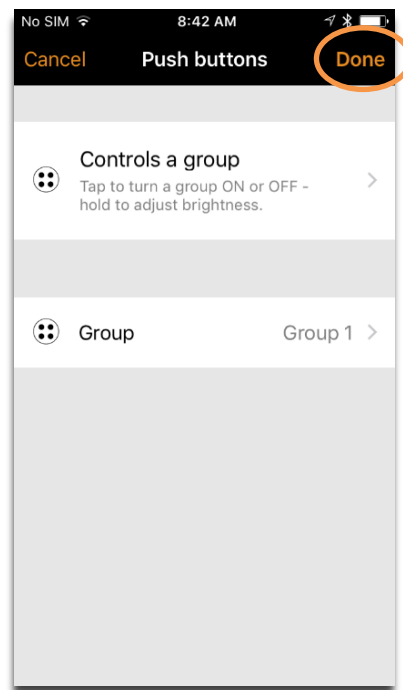 No SIM 8:42 AM
Cancel Push buttons Done
Controls a group
Tap to turn a group ON or OFF -
hold to adjust brightness.
Group Group 1